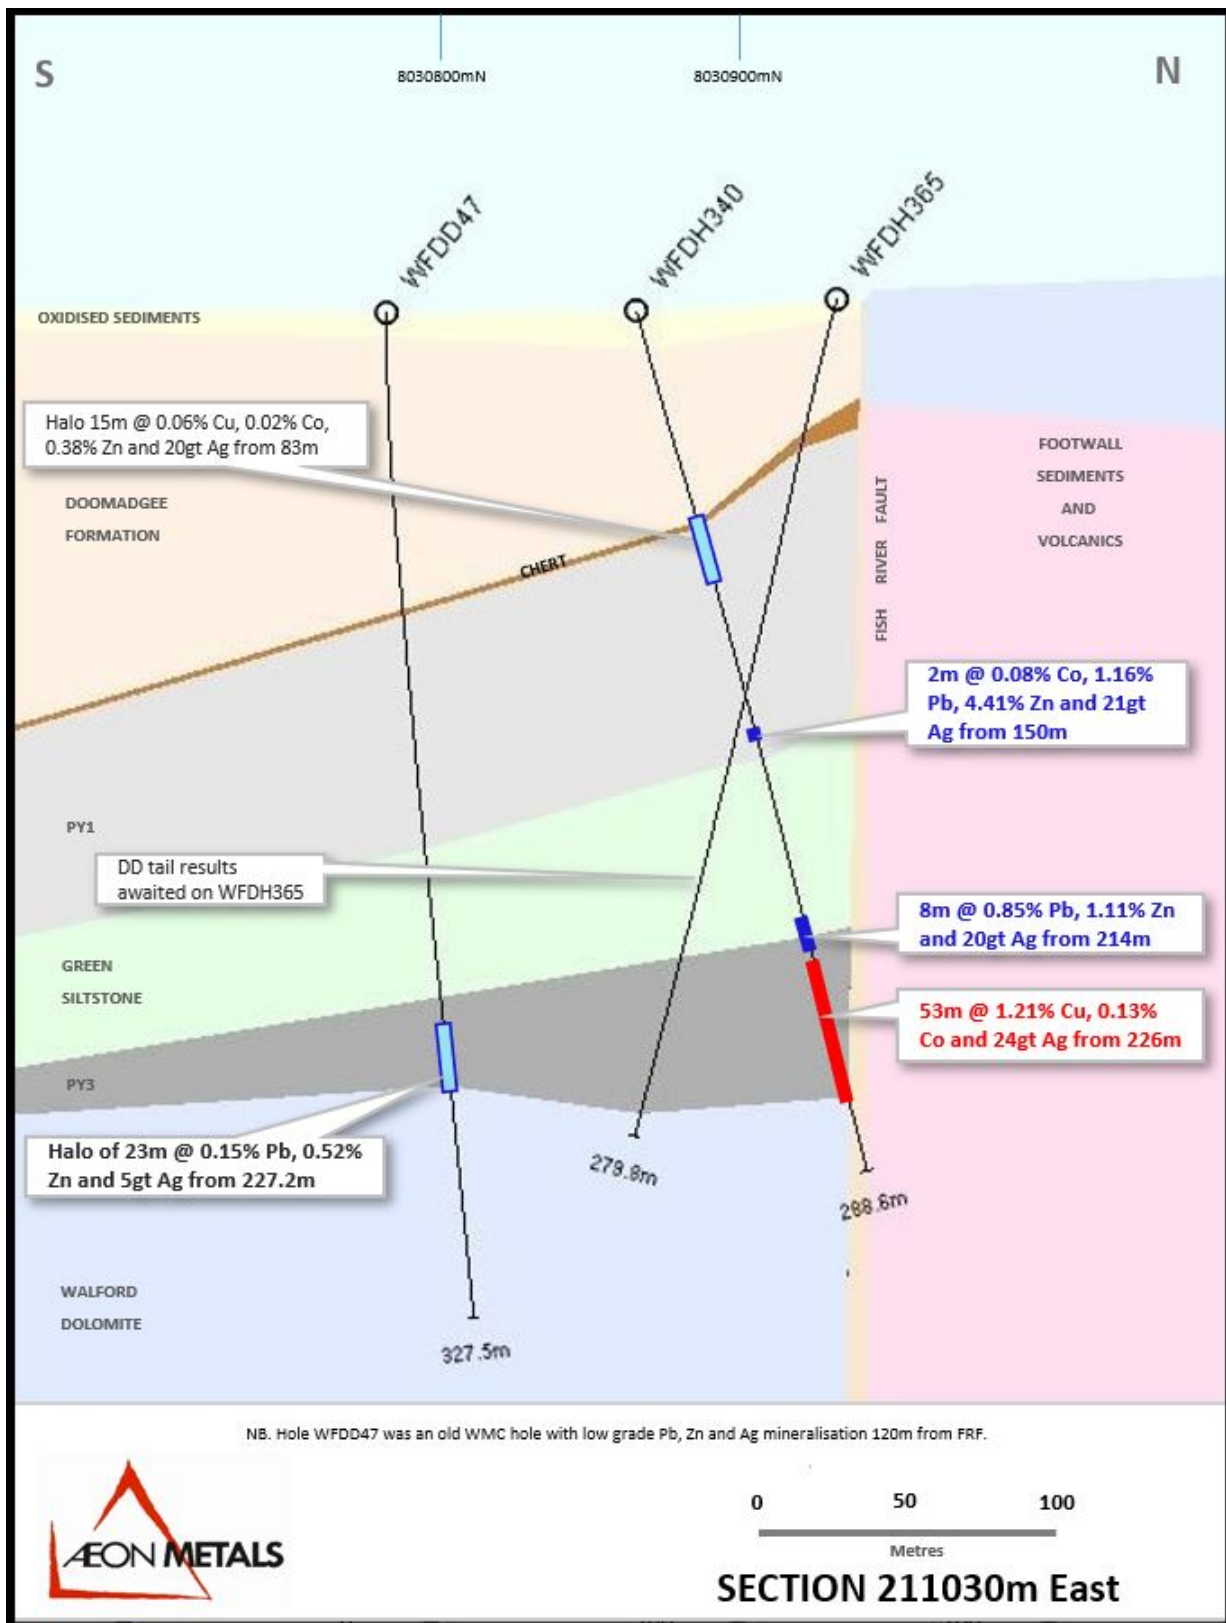 S
N
8030800mN
8030900mN
WFDD47
WFDH340
WFDH365
OXIDISED SEDIMENTS
Halo 15m @ 0.06% Cu, 0.02% Co,
0.38% Zn and 20gt Ag from 83m
DOOMADGEE
FORMATION
CHERT
FISH RIVER FAULT
FOOTWALL
SEDIMENTS
AND
VOLCANICS
2m @ 0.08% Co, 1.16%
Pb, 4.41% Zn and 21gt
Ag from 150m
PY1
DD tail results
awaited on WFDH365
8m @ 0.85% Pb, 1.11% Zn
and 20gt Ag from 214m
GREEN
SILTSTONE
53m @ 1.21% Cu, 0.13%
Co and 24gt Ag from 226m
PY3
Halo of 23m @ 0.15% Pb, 0.52%
Zn and 5gt Ag from 227.2m
279.8m
288.6m
WALFORD
DOLOMITE
327.5m
NB. Hole WFDD47 was an old WMC hole with low grade Pb, Zn and Ag mineralisation 120m from FRF.
ÆON METALS
0 50 100
Metres
SECTION 211030m East